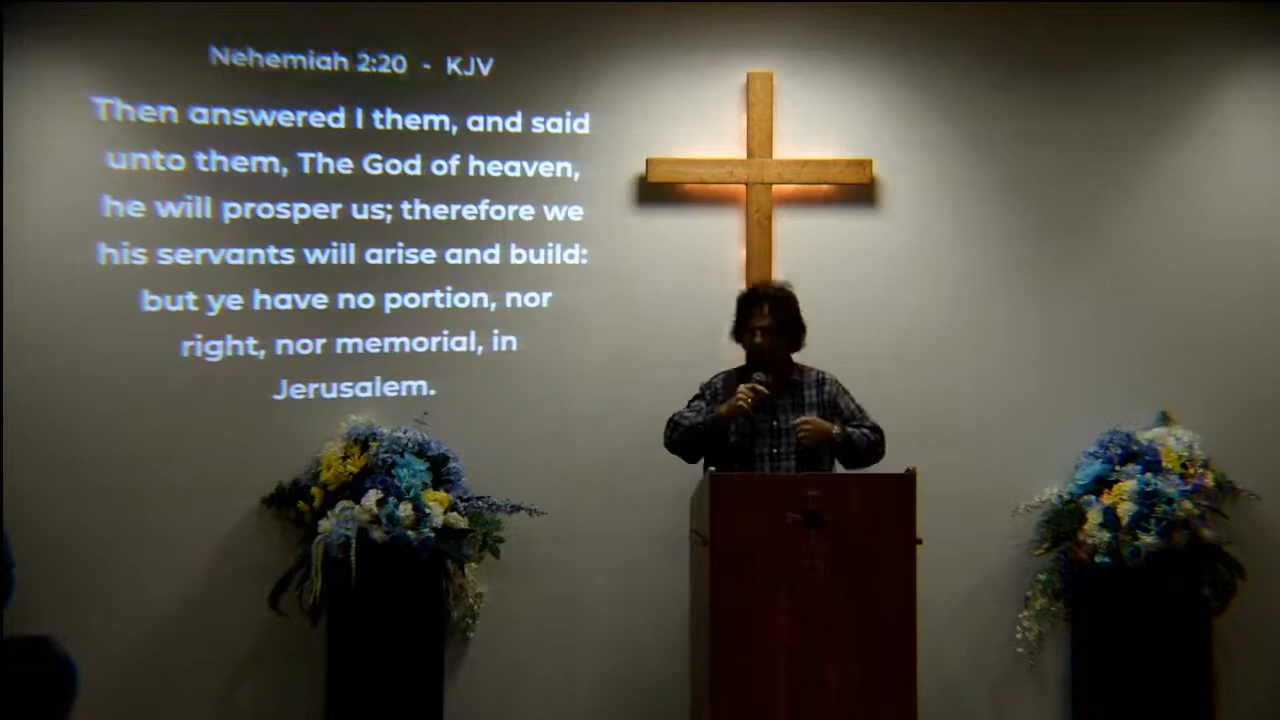 Nehemiah 2:20 - KJV
Then answered I them, and said
unto them, The God of heaven,
he will prosper us; therefore we
his servants will arise and build:
but ye have no portion, nor
right, nor memorial, in
Jerusalem.